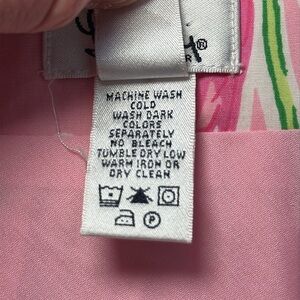 MACHINE WASH
COLD
WASH DARK
COLORS
SEPARATELY
NO BLEACH
TUMBLE DRY LOW
WARM IRON OR
DRY CLEAN
P